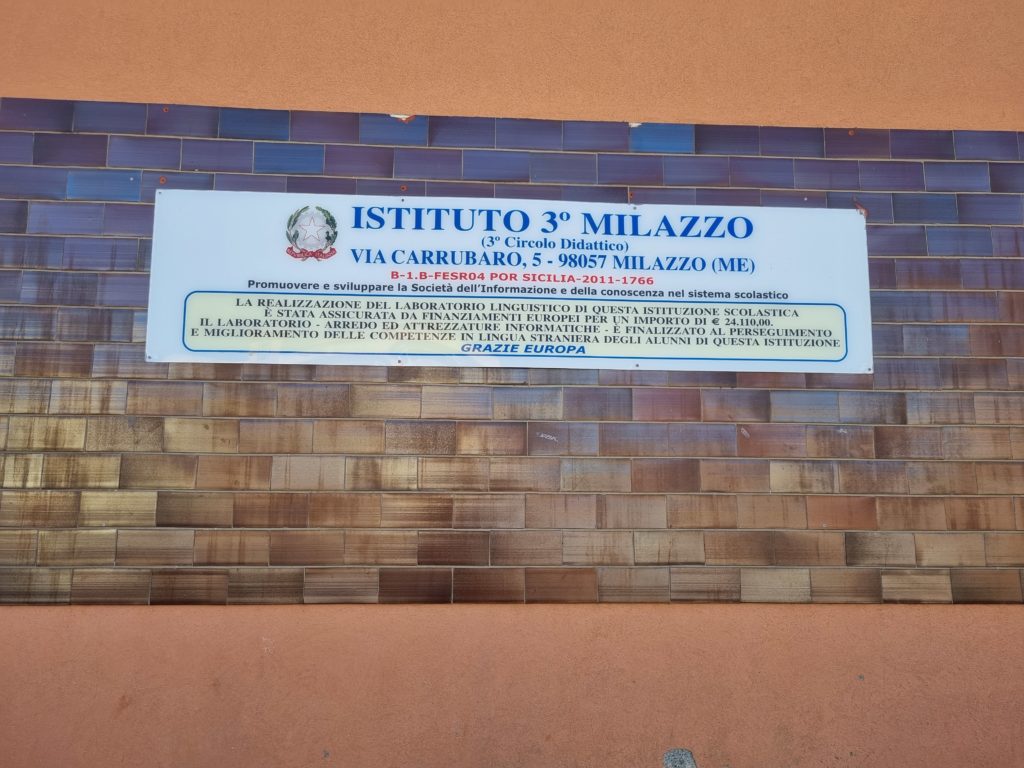 ISTITUTO 3° MILAZZO
(3° Circolo Didattico)
VIA CARRUBARO, 5 - 98057 MILAZZO (ME)
B-1.B-FESR04 POR SICILIA-2011-1766
Promuovere e sviluppare la Società dell'Informazione e della conoscenza nel sistema scolastico
LA REALIZZAZIONE DEL LABORATORIO LINGUISTICO DI QUESTA ISTITUZIONE SCOLASTICA
È STATA ASSICURATA DA FINANZIAMENTI EUROPEI PER UN IMPORTO DI € 24.110,00.
IL LABORATORIO - ARREDO ED ATTREZZATURE INFORMATICHE - È FINALIZZATO AL PERSEGUIMENTO
E MIGLIORAMENTO DELLE COMPETENZE IN LINGUA STRANIERA DEGLI ALUNNI DI QUESTA ISTITUZIONE
GRAZIE EUROPA